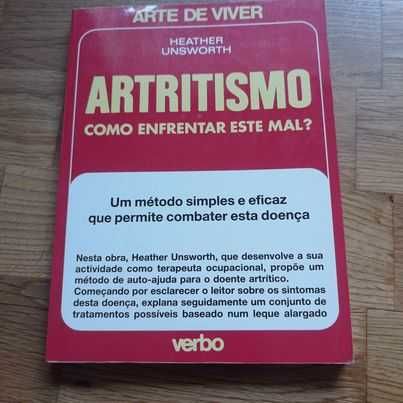 ARTE DE VIVER
HEATHER
UNSWORTH
ARTRITISMO
COMO ENFRENTAR ESTE MAL?
Um método simples e eficaz
que permite combater esta doença
Nesta obra, Heather Unsworth, que desenvolve a sua
actividade como terapeuta ocupacional, propõe um
método de auto-ajuda para o doente artrítico.
Começando por esclarecer o leitor sobre os sintomas
desta doença, explana seguidamente um conjunto de
tratamentos possíveis baseado num leque alargado
verbo